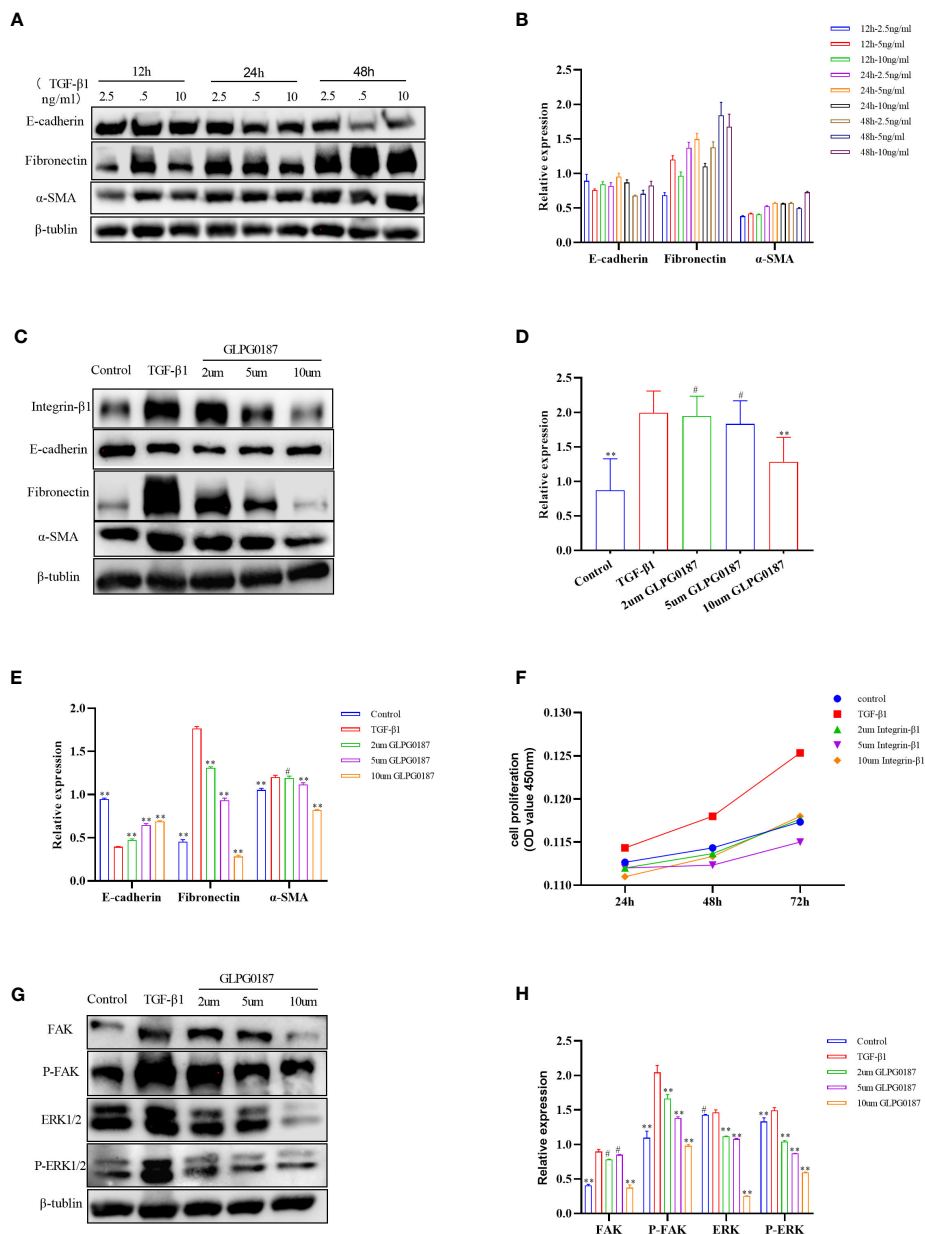 A
12h
24h
48h
( TGF-β1
ng/ml)
2.5
.5
10
2.5
.5
10
2.5
.5
10
E-cadherin
Fibronectin
α-SMA
β-tublin
B
Relative expression
2.5
2.0
1.5
1.0
0.5
0.0
E-cadherin
Fibronectin
α-SMA
12h-2.5ng/ml
12h-5ng/ml
12h-10ng/ml
24h-2.5ng/ml
24h-5ng/ml
24h-10ng/ml
48h-2.5ng/ml
48h-5ng/ml
48h-10ng/ml
C
GLPG0187
Control
TGF-β1
2um
5um
10um
Integrin-β1
E-cadherin
Fibronectin
α-SMA
β-tublin
D
Relative expression
2.5
2.0
1.5
1.0
0.5
0.0
**
#
#
**
Control
TGF-β1
2um GLPG0187
5um GLPG0187
10um GLPG0187
E
Relative expression
2.0
1.5
1.0
0.5
0.0
**
**
**
**
**
**
**
**
**
#
**
**
E-cadherin
Fibronectin
α-SMA
Control
TGF-β1
2um GLPG0187
5um GLPG0187
10um GLPG0187
F
cell proliferation
(OD value 450nm)
0.130
0.125
0.120
0.115
0.110
24h
48h
72h
control
TGF-β1
2um Integrin-β1
5um Integrin-β1
10um Integrin-β1
G
GLPG0187
Control
TGF-β1
2um
5um
10um
FAK
P-FAK
ERK1/2
P-ERK1/2
β-tublin
H
Relative expression
2.5
2.0
1.5
1.0
0.5
0.0
**
#
#
**
**
**
**
**
#
**
**
**
**
**
**
**
FAK
P-FAK
ERK
P-ERK
Control
TGF-β1
2um GLPG0187
5um GLPG0187
10um GLPG0187